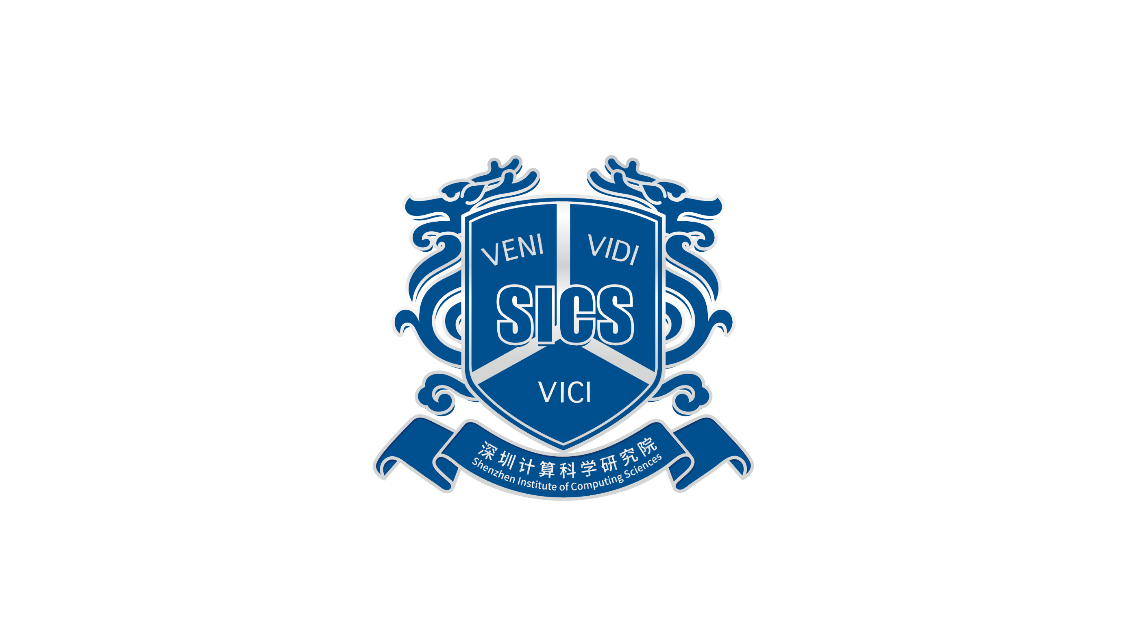 VENI VIDI
SICS
VICI
深圳计算科学研究院
Shenzhen Institute of Computing Sciences